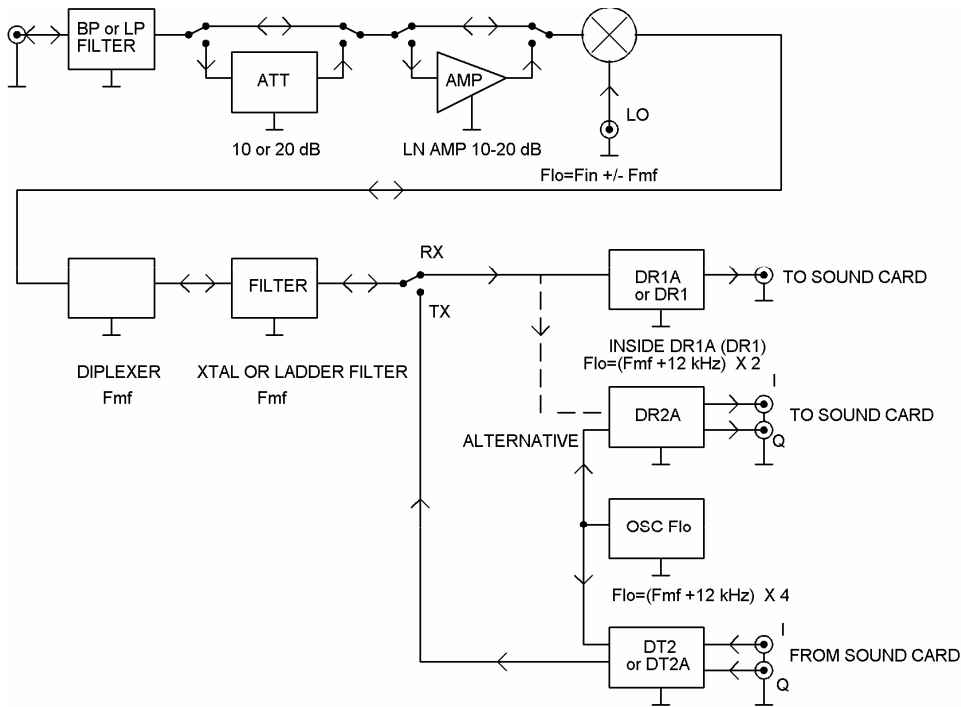 BP or LP
FILTER
ATT
AMP
LO
10 or 20 dB
LN AMP 10-20 dB
Flo=Fin +/- Fmf
RX
FILTER
DR1A
or DR1
TO SOUND CARD
TX
INSIDE DR1A (DR1)
Flo=(Fmf +12 kHz) X 2
DIPLEXER
Fmf
XTAL OR LADDER FILTER
Fmf
I
DR2A
TO SOUND CARD
Q
ALTERNATIVE
OSC Flo
Flo=(Fmf +12 kHz) X 4
I
DT2
or DT2A
FROM SOUND CARD
Q